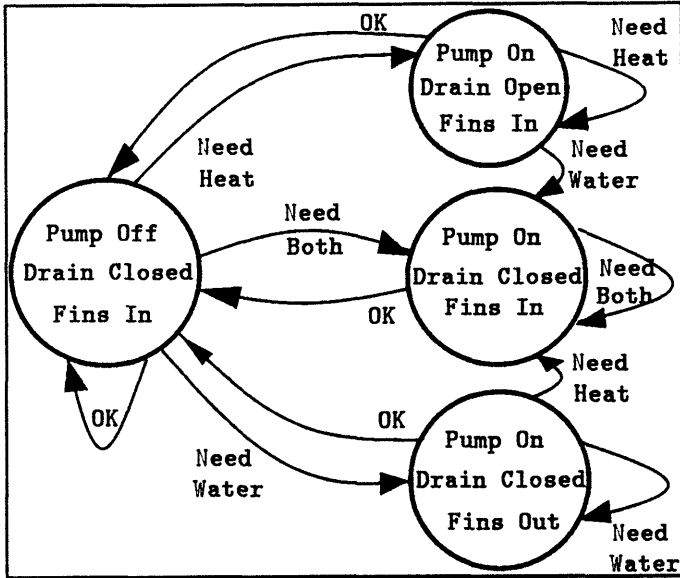 OK
Need
Heat
Pump On
Drain Open
Fins In
Need
Heat
Need
Water
Pump Off
Drain Closed
Fins In
OK
Need
Both
OK
Pump On
Drain Closed
Fins In
Need
Both
Need
Heat
Need
Water
OK
Pump On
Drain Closed
Fins Out
Need
Water